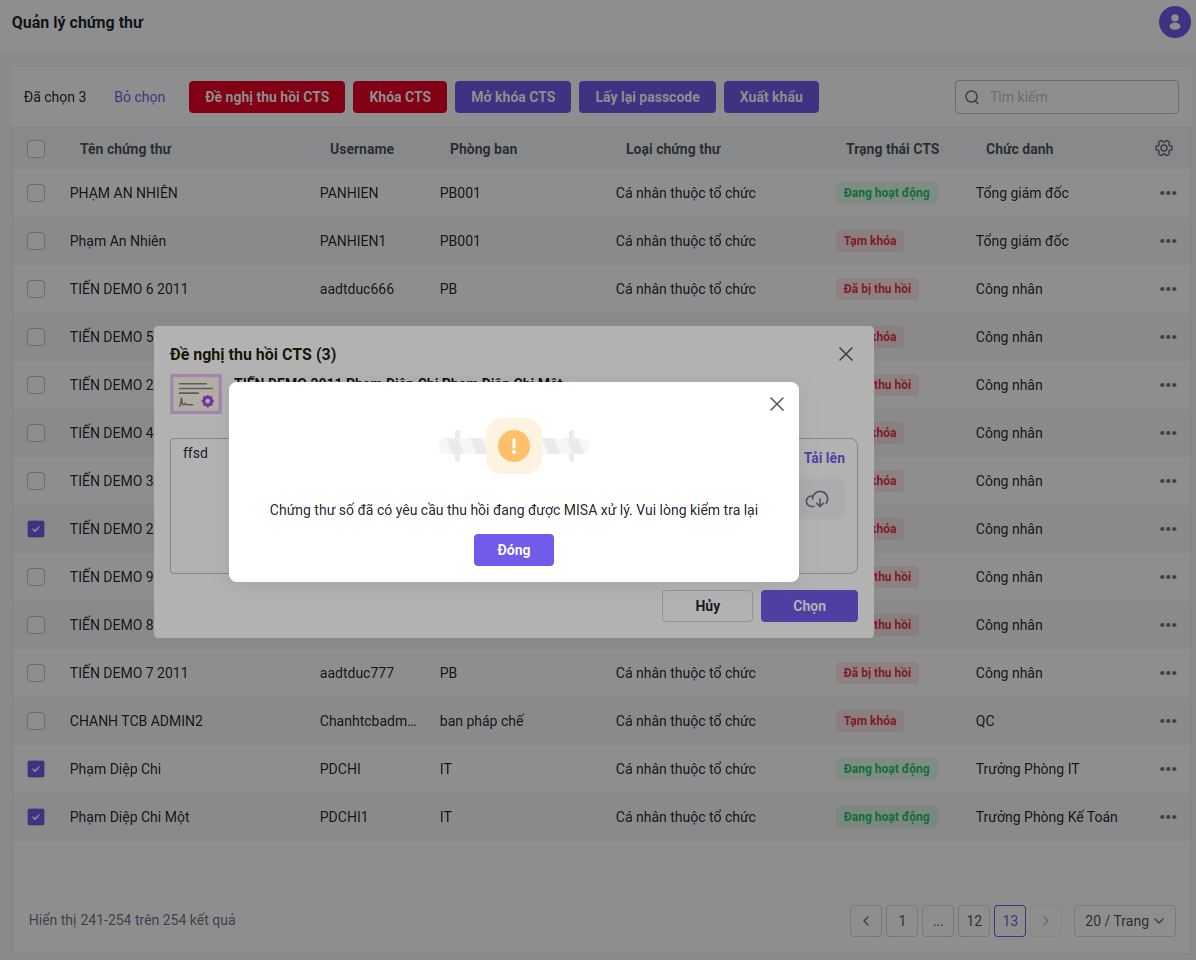 Quản lý chứng thư
Đã chọn 3 Bỏ chọn Đề nghị thu hồi CTS Khóa CTS Mở khóa CTS Lấy lại passcode Xuất khẩu Tìm kiếm
Tên chứng thư Username Phòng ban Loại chứng thư Trạng thái CTS Chức danh
PHẠM AN NHIÊN PANHIEN PB001 Cá nhân thuộc tổ chức Đang hoạt động Tổng giám đốc
Phạm An Nhiên PANHIEN1 PB001 Cá nhân thuộc tổ chức Tạm khóa Tổng giám đốc
TIẾN DEMO 6 2011 aadtduc666 PB Cá nhân thuộc tổ chức Đã bị thu hồi Công nhân
TIẾN DEMO 5 khóa Công nhân
Đề nghị thu hồi CTS (3)
TIẾN DEMO 2 thu hồi Công nhân
TIẾN DEMO 2011 Phạm Diệp Chi Phạm Diệp Chi Một
TIẾN DEMO 4 khóa Công nhân
ffsd Tải lên
TIẾN DEMO 3 khóa Công nhân
Chứng thư số đã có yêu cầu thu hồi đang được MISA xử lý. Vui lòng kiểm tra lại
TIẾN DEMO 2 khóa Công nhân
Đóng
TIẾN DEMO 9 thu hồi Công nhân
Hủy Chọn
TIẾN DEMO 8 thu hồi Công nhân
TIẾN DEMO 7 2011 aadtduc777 PB Cá nhân thuộc tổ chức Đã bị thu hồi Công nhân
CHANH TCB ADMIN2 Chanhtcbadm... ban pháp chế Cá nhân thuộc tổ chức Tạm khóa QC
Phạm Diệp Chi PDCHI IT Cá nhân thuộc tổ chức Đang hoạt động Trưởng Phòng IT
Phạm Diệp Chi Một PDCHI1 IT Cá nhân thuộc tổ chức Đang hoạt động Trưởng Phòng Kế Toán
Hiển thị 241-254 trên 254 kết quả 1 ... 12 13 20 / Trang